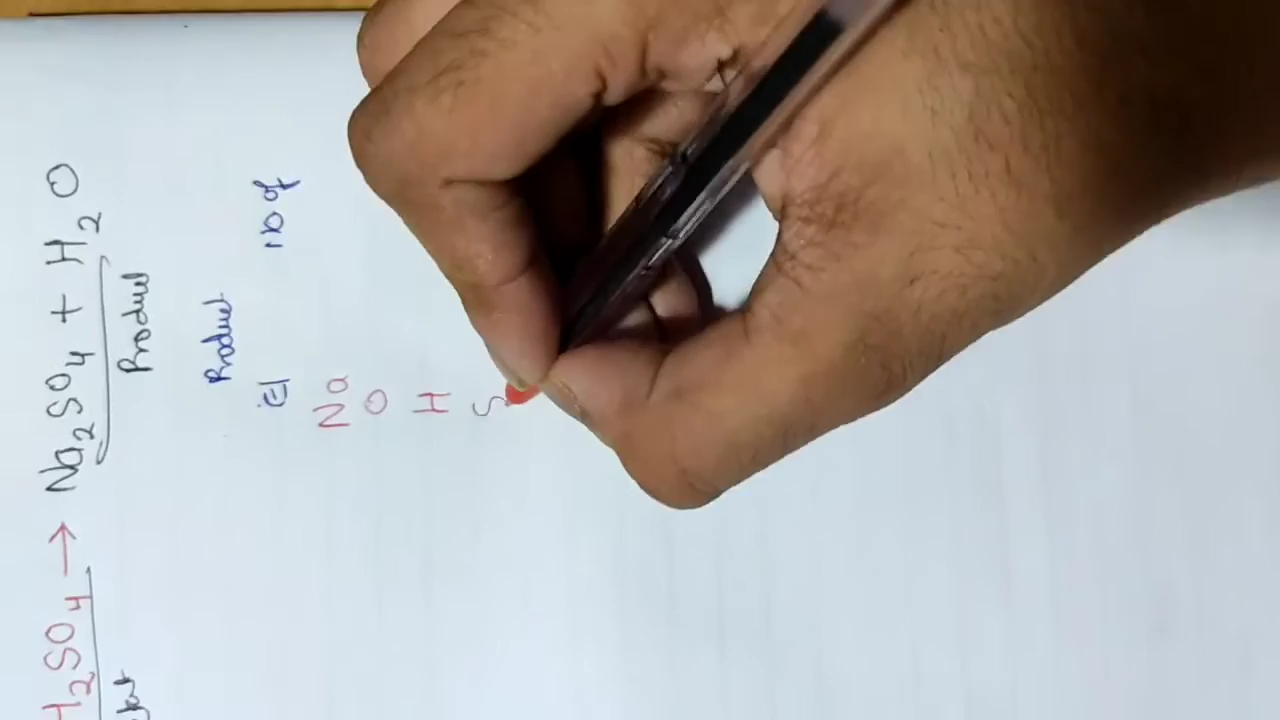 H₂SO₄ → Na₂SO₄ + H₂O
Product
Product
El no of
Na
O
H
S